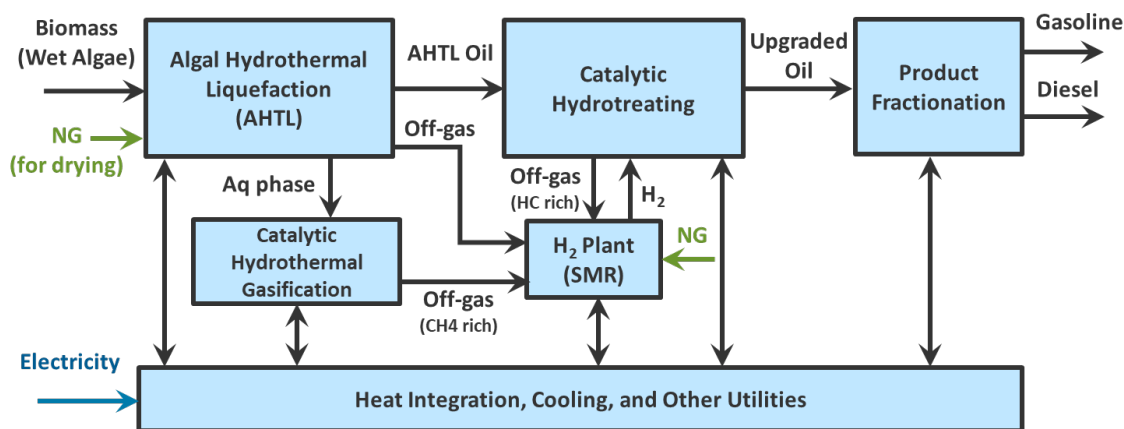 Biomass
(Wet Algae)
NG
(for drying)
Algal Hydrothermal
Liquefaction
(AHTL)
AHTL Oil
Off-gas
Aq phase
Catalytic
Hydrothermal
Gasification
Off-gas
(CH4 rich)
Catalytic
Hydrotreating
Off-gas
(HC rich)
H₂
H₂ Plant
(SMR)
NG
Upgraded
Oil
Product
Fractionation
Gasoline
Diesel
Electricity
Heat Integration, Cooling, and Other Utilities